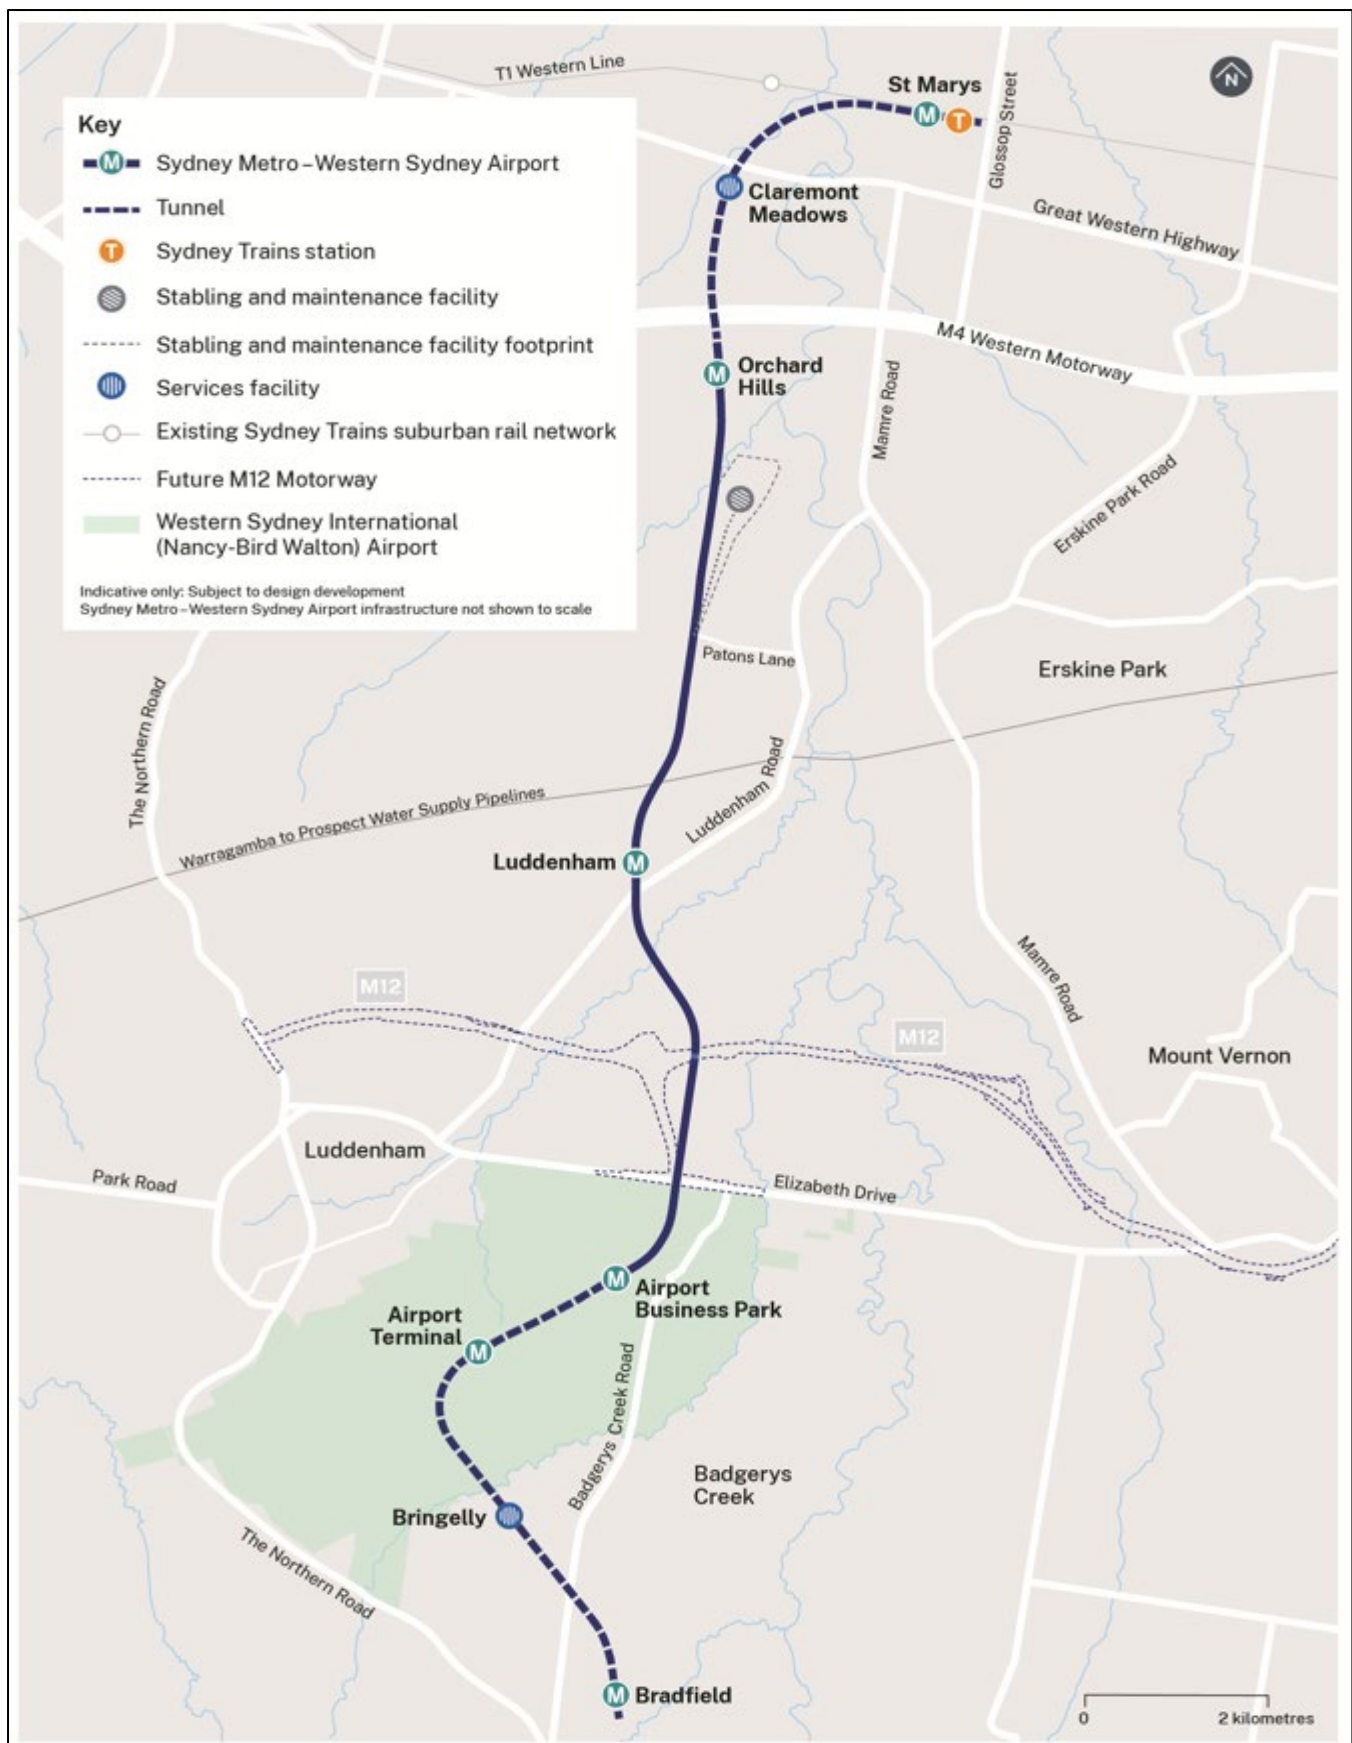 T1 Western Line
St Marys
M
T
N
Glossop Street
Key
M
Sydney Metro – Western Sydney Airport
Tunnel
T
Sydney Trains station
Stabling and maintenance facility
Stabling and maintenance facility footprint
Services facility
Existing Sydney Trains suburban rail network
Future M12 Motorway
Western Sydney International
(Nancy-Bird Walton) Airport
Indicative only: Subject to design development
Sydney Metro – Western Sydney Airport infrastructure not shown to scale
Claremont
Meadows
Great Western Highway
M4 Western Motorway
M
Orchard
Hills
Mamre Road
Erskine Park Road
Patons Lane
Erskine Park
The Northern Road
Luddenham Road
Warragamba to Prospect Water Supply Pipelines
Luddenham
M
Mamre Road
M12
M12
Mount Vernon
Luddenham
Park Road
Elizabeth Drive
M
Airport
Business Park
Airport
Terminal
M
Badgerys Creek Road
Badgerys
Creek
Bringelly
The Northern Road
M
Bradfield
0
2 kilometres